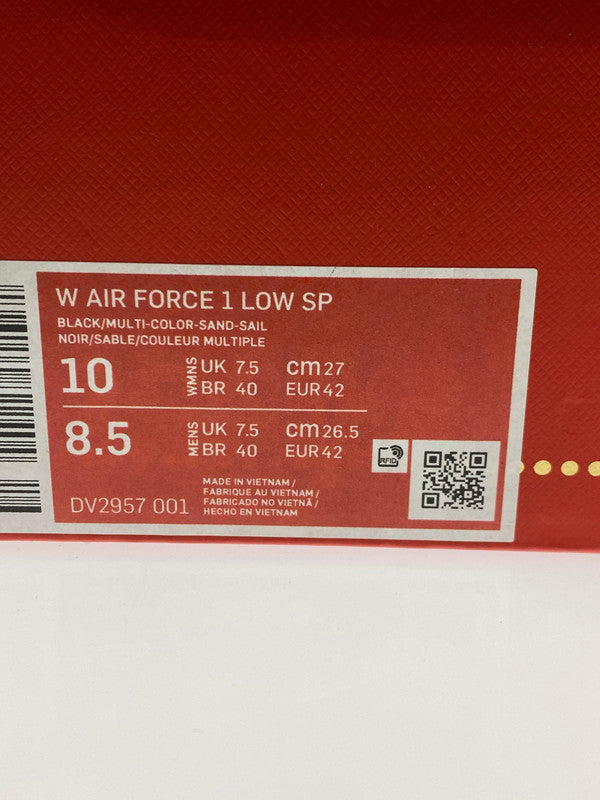 W AIR FORCE 1 LOW SP
BLACK/MULTI-COLOR-SAND-SAIL
NOIR/SABLE/COULEUR MULTIPLE
10 WMNS UK 7.5 cm 27
BR 40 EUR 42
8.5 MENS UK 7.5 cm 26.5
BR 40 EUR 42
RFID
DV2957 001
MADE IN VIETNAM /
FABRIQUE AU VIETNAM /
FABRICADO NO VIETNÃ /
HECHO EN VIETNAM